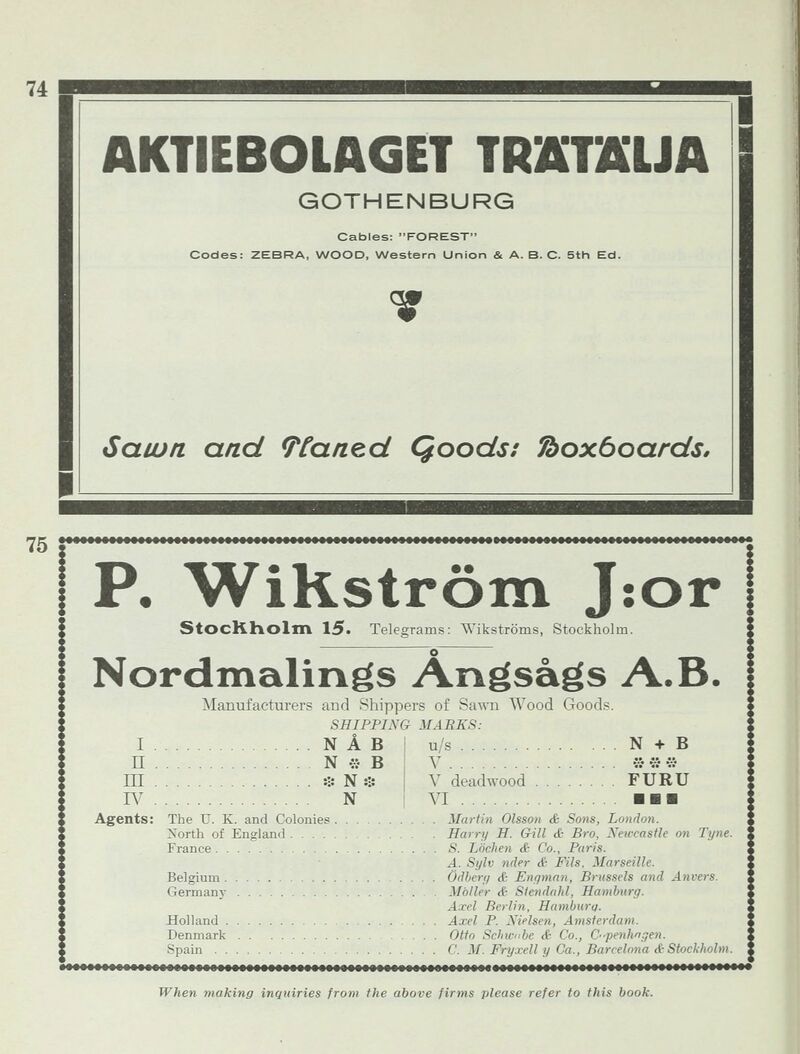 74
AKTIEBOLAGET TRÄTÄLJA
GOTHENBURG
Cables: "FOREST"
Codes: ZEBRA, WOOD, Western Union & A. B. C. 5th Ed.
Sawn and Planed Goods: Boxboards.
75
P. Wikström J:or
Stockholm 15. Telegrams: Wikströms, Stockholm.
Nordmalings Ångsågs A.B.
Manufacturers and Shippers of Sawn Wood Goods.
SHIPPING MARKS:
I . . . . . . . . . . . . . . . N Å B
II . . . . . . . . . . . . . . . N ※ B
III . . . . . . . . . . . . . . . ※ N ※
IV . . . . . . . . . . . . . . . N
u/s . . . . . . . . . . . . . . . N + B
V . . . . . . . . . . . . . . . ※ ※ ※
V deadwood . . . . . . . . . FURU
VI . . . . . . . . . . . . . . . ■ ■ ■
Agents: The U. K. and Colonies . . . . . . . . . . Martin Olsson & Sons, London.
North of England . . . . . . . . . . . . . . Harry H. Gill & Bro, Newcastle on Tyne.
France . . . . . . . . . . . . . . . . . . . . . S. Löchen & Co., Paris.
A. Sylv nder & Fils, Marseille.
Belgium . . . . . . . . . . . . . . . . . . . . Ödberg & Engman, Brussels and Anvers.
Germany . . . . . . . . . . . . . . . . . . . Möller & Stendahl, Hamburg.
Axel Berlin, Hamburg.
Holland . . . . . . . . . . . . . . . . . . . . Axel P. Nielsen, Amsterdam.
Denmark . . . . . . . . . . . . . . . . . . . Otto Schwabe & Co., Copenhagen.
Spain . . . . . . . . . . . . . . . . . . . . . C. M. Fryxell y Ca., Barcelona & Stockholm.
When making inquiries from the above firms please refer to this book.